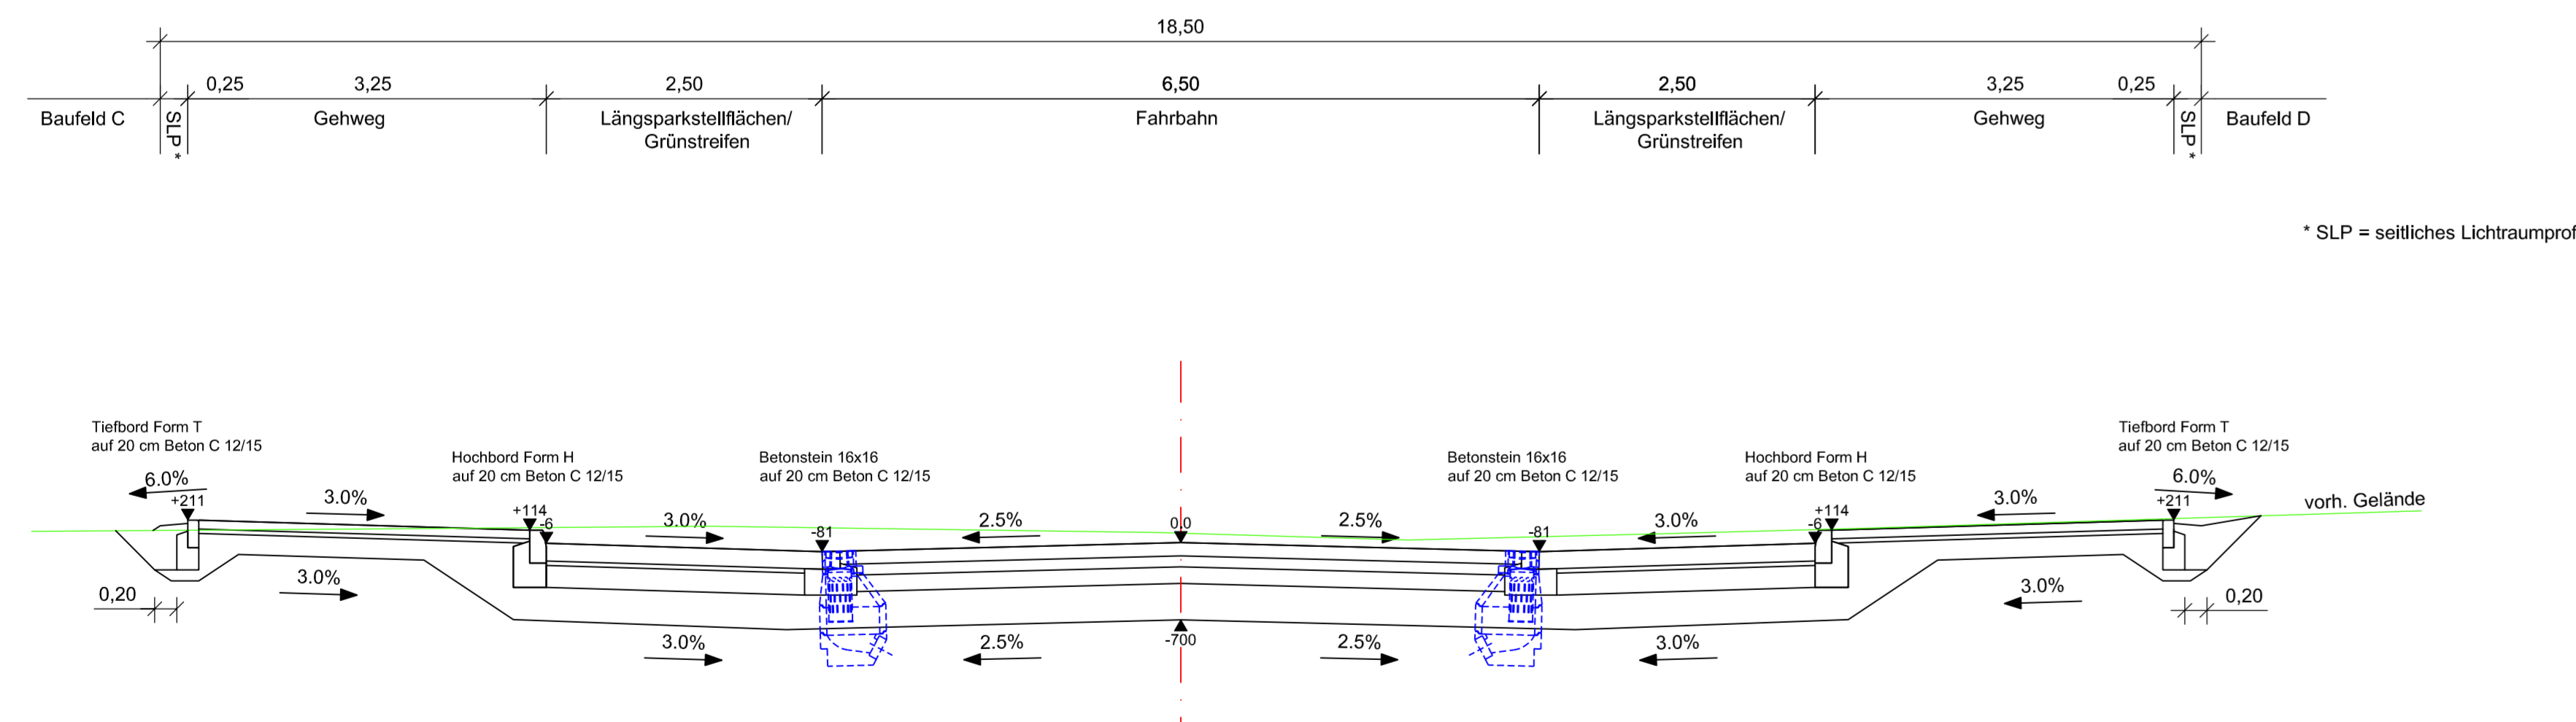 18,50
0,25 3,25 2,50 6,50 2,50 3,25 0,25
Baufeld C SLP * Gehweg Längsparkstellflächen/ Fahrbahn Längsparkstellflächen/ Gehweg SLP * Baufeld D
Grünstreifen Grünstreifen
* SLP = seitliches Lichtraumprof
Tiefbord Form T Tiefbord Form T
auf 20 cm Beton C 12/15 auf 20 cm Beton C 12/15
Hochbord Form H Betonstein 16x16 Betonstein 16x16 Hochbord Form H
auf 20 cm Beton C 12/15 auf 20 cm Beton C 12/15 auf 20 cm Beton C 12/15 auf 20 cm Beton C 12/15
6.0% 6.0%
+211 3.0% 3.0% +211 vorh. Gelände
+114 -6 3.0% -81 2.5% 0,0 2.5% -81 3.0% -6 +114
3.0% 3.0%
0,20 0,20
3.0% 2.5% -700 2.5% 3.0%